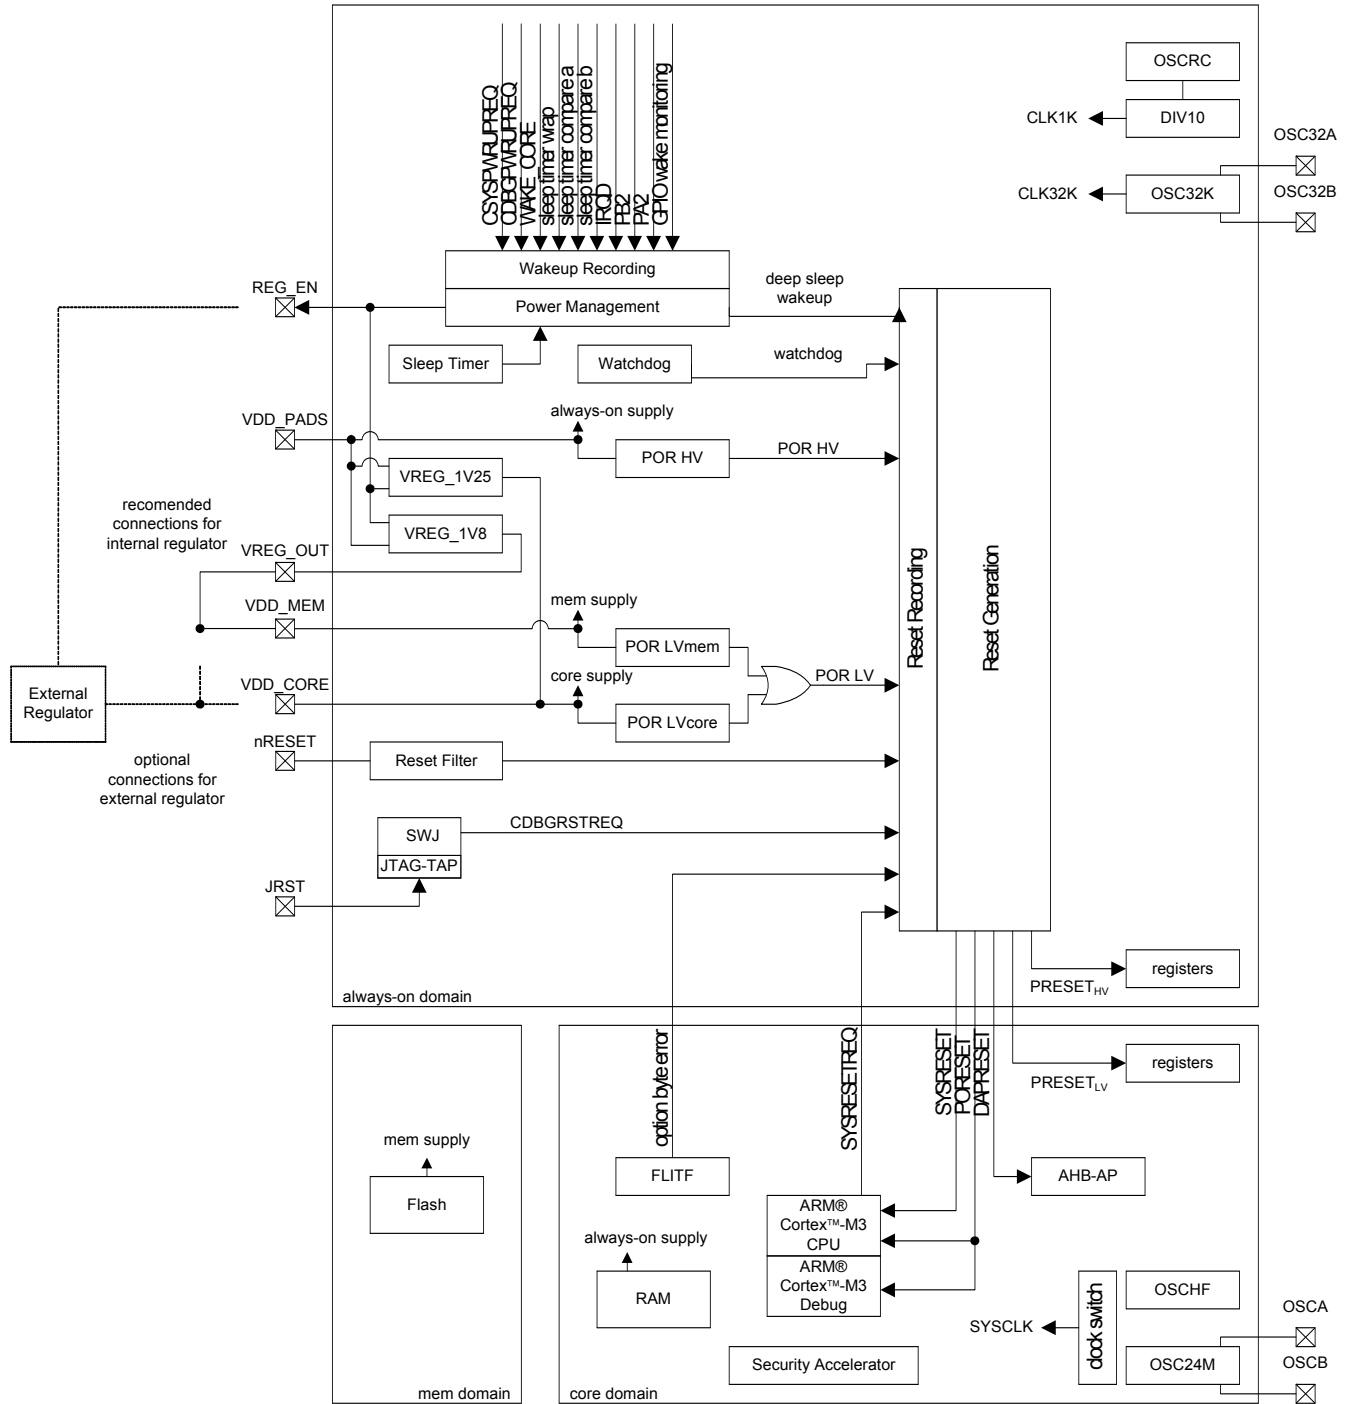 OSCRC
CLK1K
DIV10
OSC32A
CLK32K
OSC32K
OSC32B
CSYSPWRUPREQ
CDBGPWRUPREQ
WAKE_CORE
sleep timer wrap
sleep timer compare a
sleep timer compare b
IRQD
PB2
PA2
GPIO wake monitoring
Wakeup Recording
Power Management
REG_EN
deep sleep
wakeup
Sleep Timer
Watchdog
watchdog
VDD_PADS
always-on supply
POR HV
POR HV
VREG_1V25
VREG_1V8
recomended
connections for
internal regulator
VREG_OUT
VDD_MEM
mem supply
POR LVmem
POR LV
External
Regulator
VDD_CORE
core supply
POR LVcore
nRESET
Reset Filter
optional
connections for
external regulator
Reset Recording
Reset Generation
SWJ
JTAG-TAP
CDBGRSTREQ
JRST
registers
PRESETHV
always-on domain
option byte error
SYSRESETREQ
SYSRESET
PORESET
DAPRESET
registers
PRESETLV
mem supply
Flash
FLITF
AHB-AP
ARM®
Cortex™-M3
CPU
ARM®
Cortex™-M3
Debug
always-on supply
RAM
SYSCLK
clock switch
OSCHF
OSCA
Security Accelerator
OSC24M
OSCB
mem domain
core domain